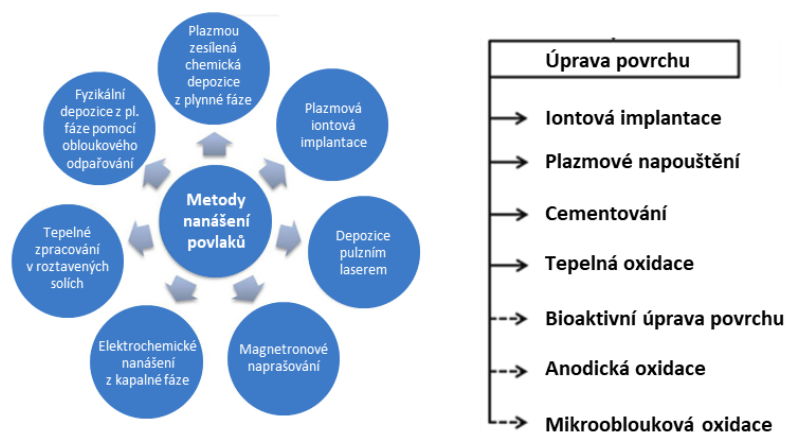 Plazmou
zesílená
chemická
depozice
z plynné fáze
Plazmová
iontová
implantace
Depozice
pulzním
laserem
Magnetronové
naprašování
Elektrochemické
nanášení
z kapalné fáze
Tepelné
zpracování
v roztavených
solích
Fyzikální
depozice z pl.
fáze pomocí
obloukového
odpařování
Metody
nanášení
povlaků
Úprava povrchu
Iontová implantace
Plazmové napouštění
Cementování
Tepelná oxidace
Bioaktivní úprava povrchu
Anodická oxidace
Mikrooblouková oxidace